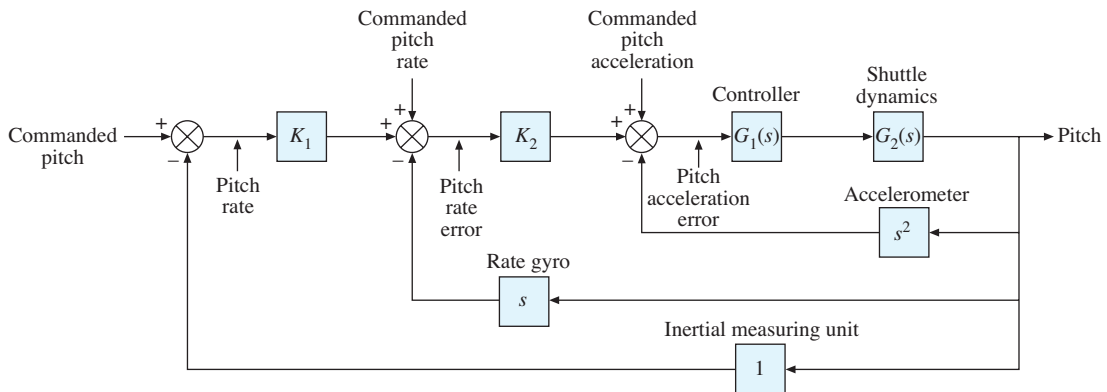 Commanded
pitch
rate
Commanded
pitch
acceleration
Controller
Shuttle
dynamics
Commanded
pitch
+
−
K1
+
+
−
K2
+
+
−
G1(s)
G2(s)
Pitch
Pitch
rate
Pitch
rate
error
Pitch
acceleration
error
Accelerometer
s²
Rate gyro
s
Inertial measuring unit
1